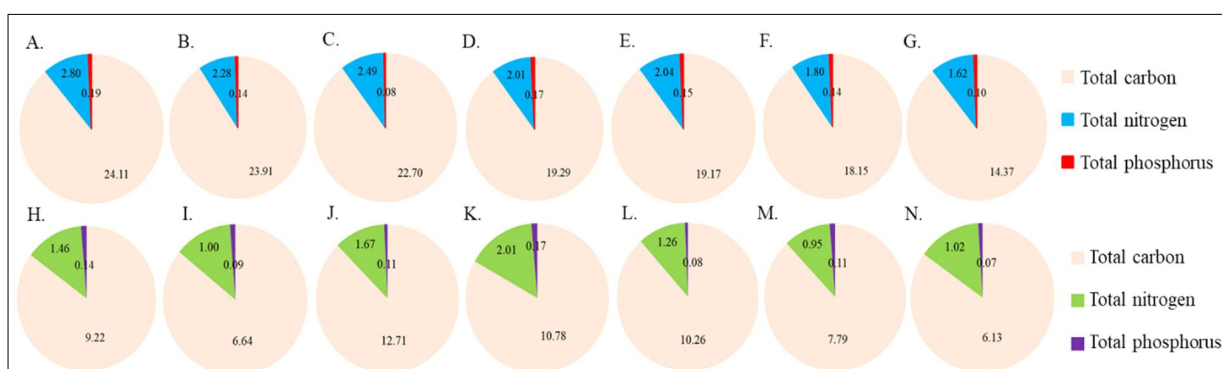 A. B. C. D. E. F. G.
2.80 0.19 24.11
2.28 0.14 23.91
2.49 0.08 22.70
2.01 0.17 19.29
2.04 0.15 19.17
1.80 0.14 18.15
1.62 0.10 14.37
Total carbon
Total nitrogen
Total phosphorus
H. I. J. K. L. M. N.
1.46 0.14 9.22
1.00 0.09 6.64
1.67 0.11 12.71
2.01 0.17 10.78
1.26 0.08 10.26
0.95 0.11 7.79
1.02 0.07 6.13
Total carbon
Total nitrogen
Total phosphorus